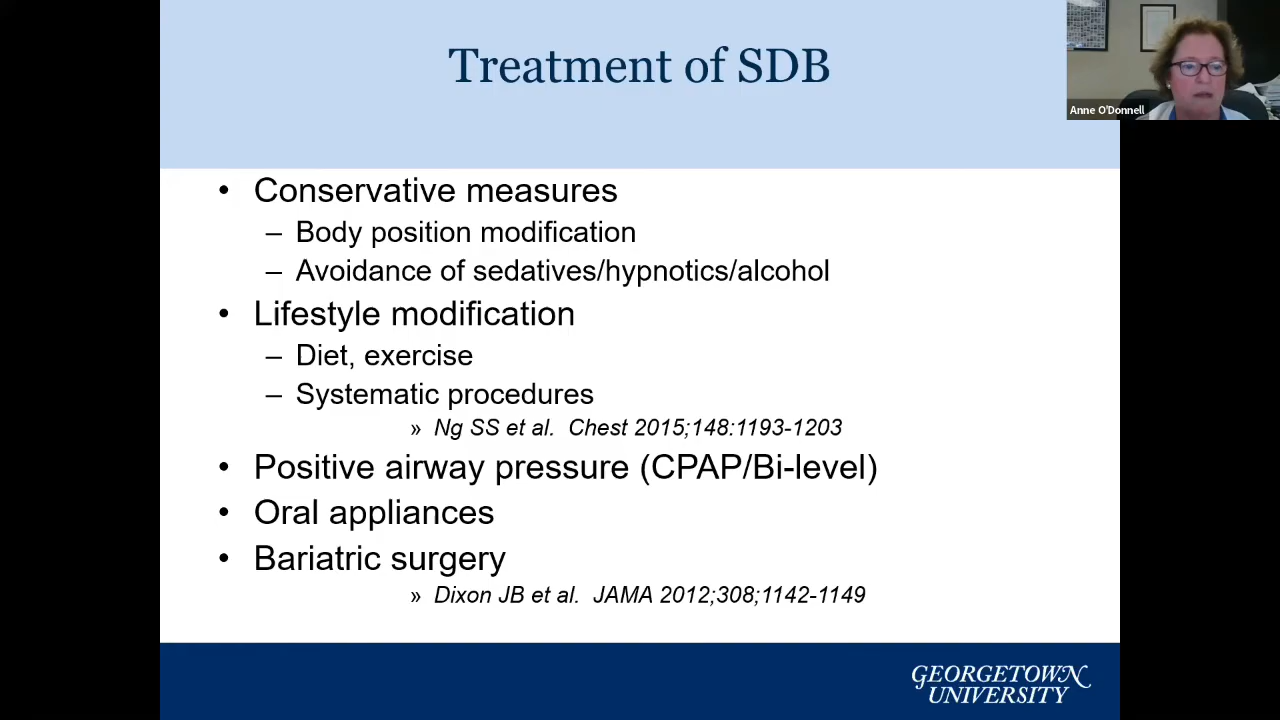 Treatment of SDB
Anne O'Donnell
• Conservative measures
– Body position modification
– Avoidance of sedatives/hypnotics/alcohol
• Lifestyle modification
– Diet, exercise
– Systematic procedures
» Ng SS et al. Chest 2015;148:1193-1203
• Positive airway pressure (CPAP/Bi-level)
• Oral appliances
• Bariatric surgery
» Dixon JB et al. JAMA 2012;308;1142-1149
GEORGETOWN
UNIVERSITY